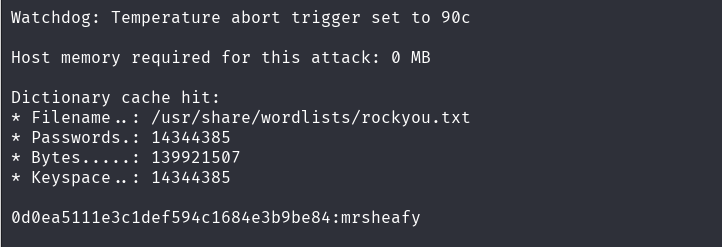 Watchdog: Temperature abort trigger set to 90c
Host memory required for this attack: 0 MB
Dictionary cache hit:
* Filename..: /usr/share/wordlists/rockyou.txt
* Passwords.: 14344385
* Bytes.....: 139921507
* Keyspace..: 14344385
0d0ea5111e3c1def594c1684e3b9be84:mrsheafy